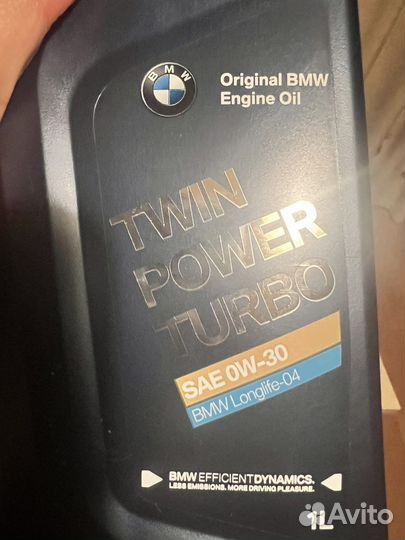 BMW
Original BMW
Engine Oil
TWIN
POWER
TURBO
SAE 0W-30
BMW Longlife-04
BMW EFFICIENTDYNAMICS.
LESS EMISSIONS. MORE DRIVING PLEASURE.
1L
Avito